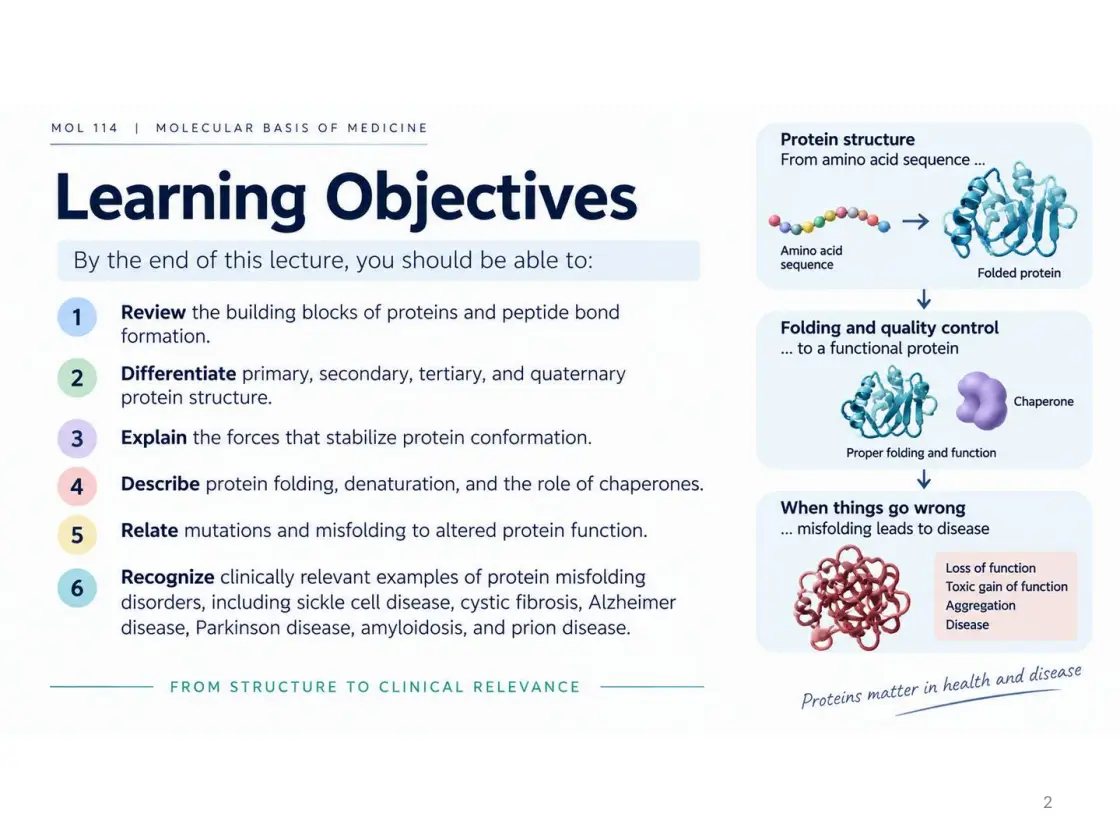 MOL 114 | MOLECULAR BASIS OF MEDICINE
Learning Objectives
By the end of this lecture, you should be able to:
1 Review the building blocks of proteins and peptide bond
formation.
2 Differentiate primary, secondary, tertiary, and quaternary
protein structure.
3 Explain the forces that stabilize protein conformation.
4 Describe protein folding, denaturation, and the role of chaperones.
5 Relate mutations and misfolding to altered protein function.
6 Recognize clinically relevant examples of protein misfolding
disorders, including sickle cell disease, cystic fibrosis, Alzheimer
disease, Parkinson disease, amyloidosis, and prion disease.
FROM STRUCTURE TO CLINICAL RELEVANCE
Protein structure
From amino acid sequence ...
Amino acid
sequence
Folded protein
Folding and quality control
... to a functional protein
Chaperone
Proper folding and function
When things go wrong
... misfolding leads to disease
Loss of function
Toxic gain of function
Aggregation
Disease
Proteins matter in health and disease
2